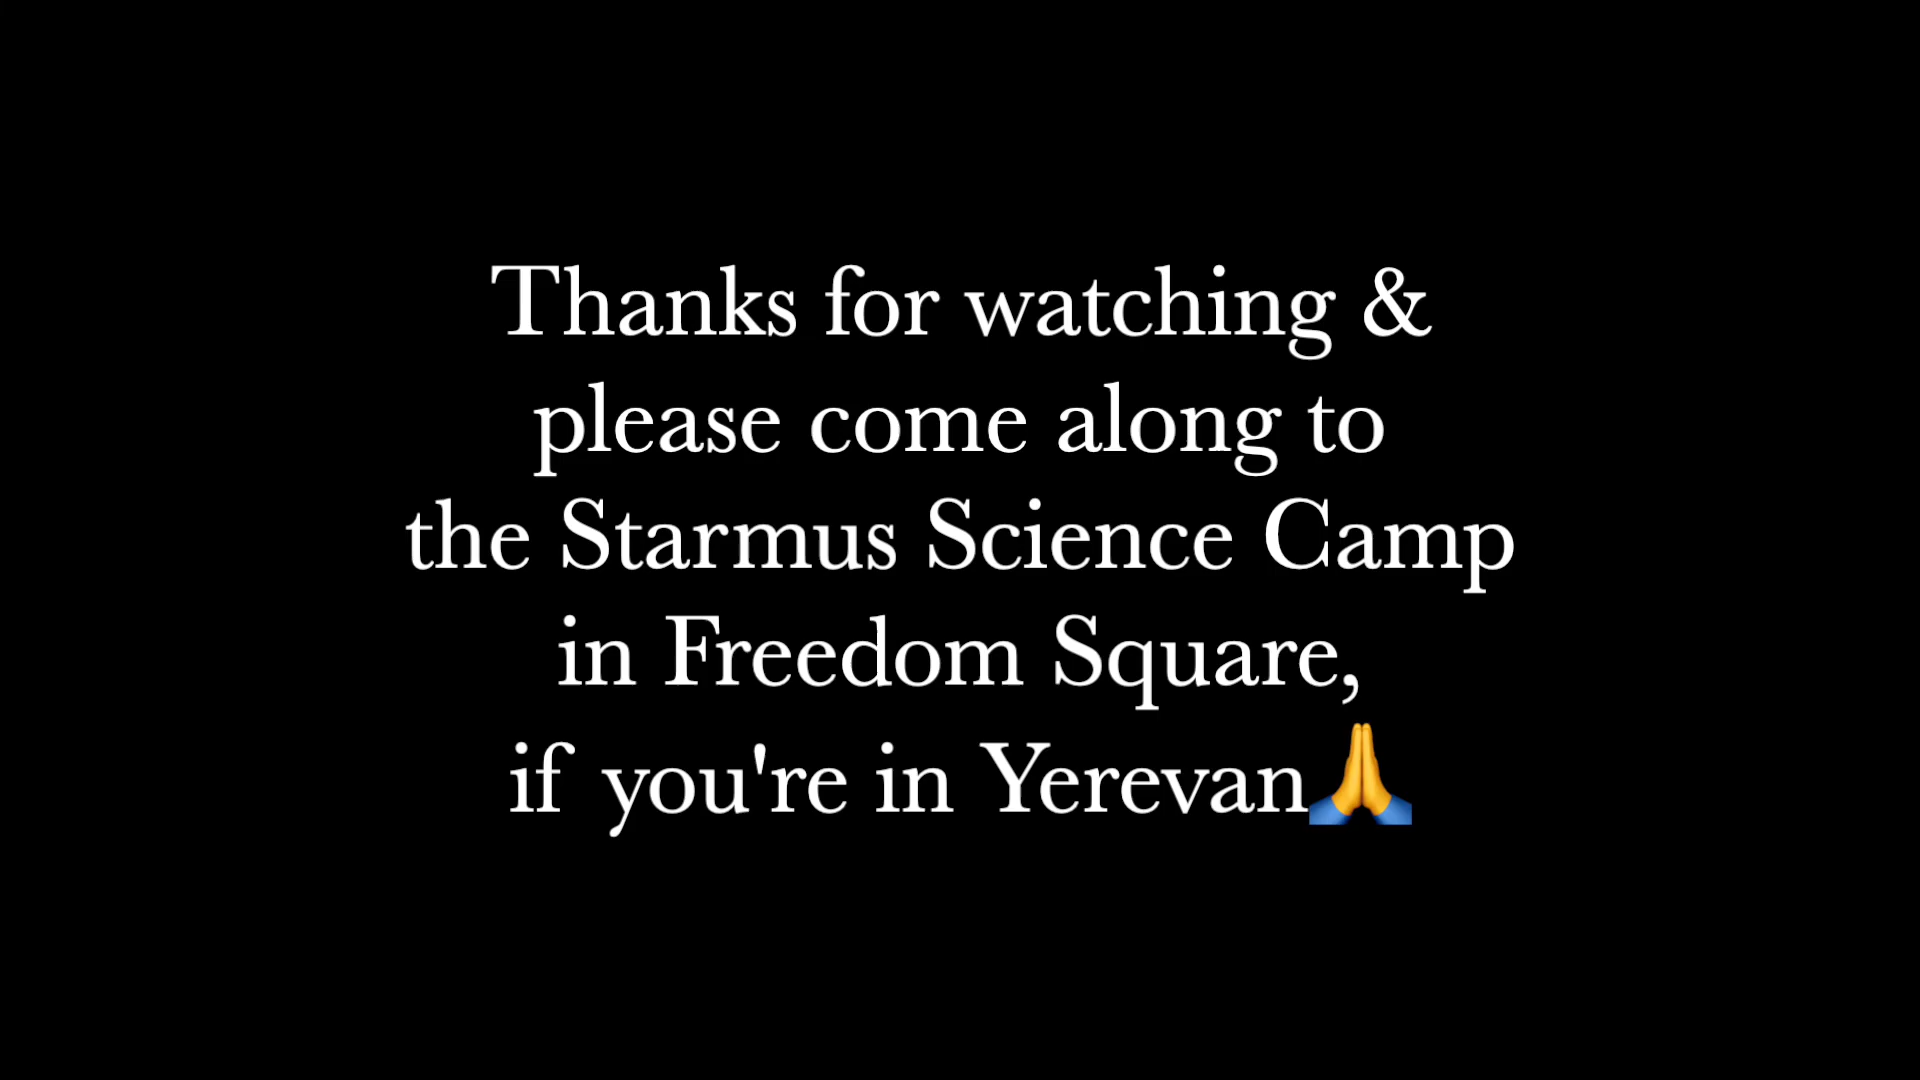 Thanks for watching &
please come along to
the Starmus Science Camp
in Freedom Square,
if you're in Yerevan🙏